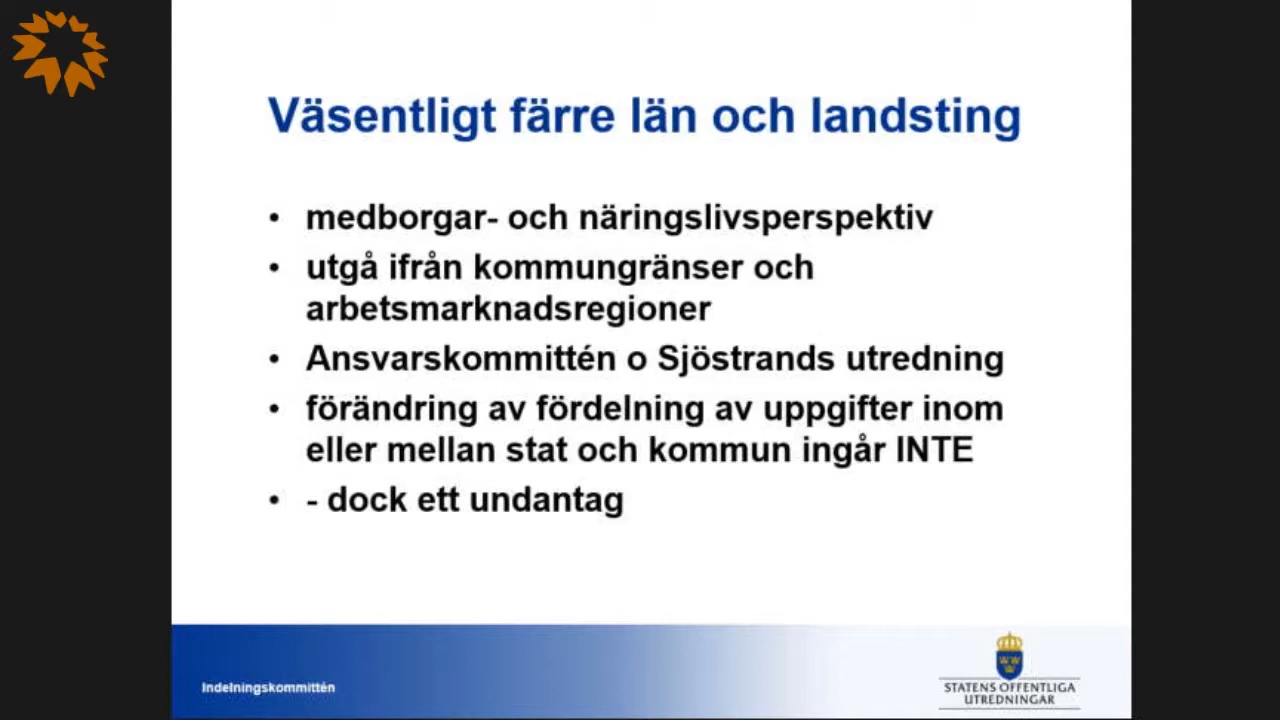 Väsentligt färre län och landsting
• medborgar- och näringslivsperspektiv
• utgå ifrån kommungränser och
arbetsmarknadsregioner
• Ansvarskommittén o Sjöstrands utredning
• förändring av fördelning av uppgifter inom
eller mellan stat och kommun ingår INTE
• - dock ett undantag
Indelningskommittén
STATENS OFFENTLIGA
UTREDNINGAR